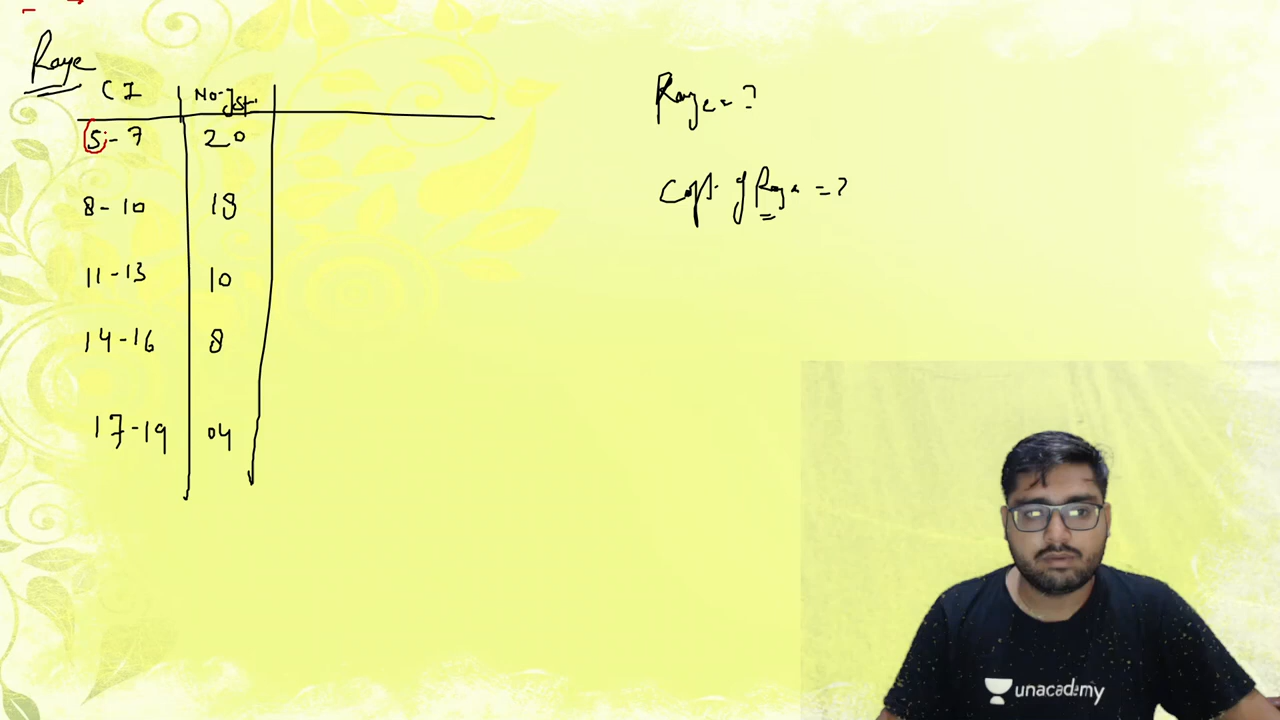 Range
CI No. of St.
5-7 20
8-10 18
11-13 10
14-16 8
17-19 04
Range = ?
Coff. of Range = ?
unacademy